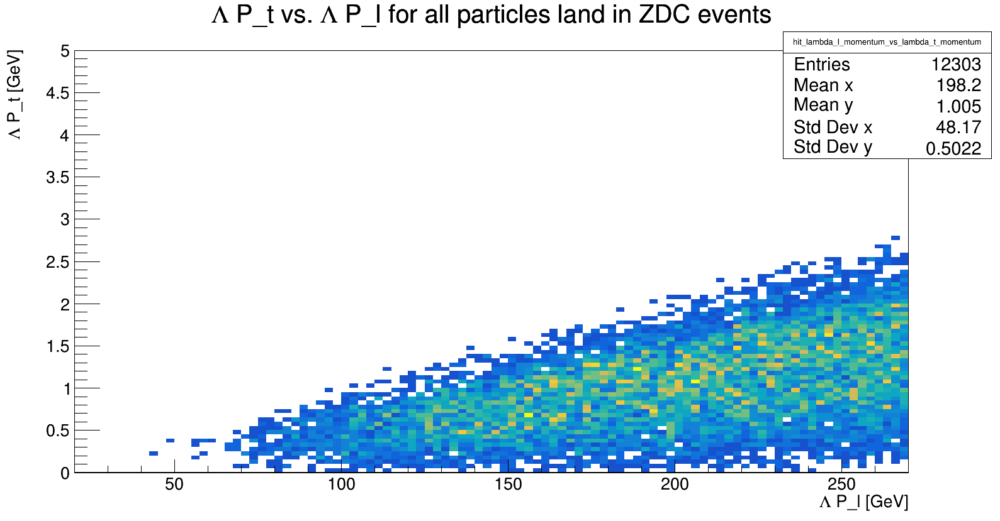 Λ P_t vs. Λ P_l for all particles land in ZDC events
hit_lambda_l_momentum_vs_lambda_t_momentum
Entries 12303
Mean x 198.2
Mean y 1.005
Std Dev x 48.17
Std Dev y 0.5022
Λ P_t [GeV]
5
4.5
4
3.5
3
2.5
2
1.5
1
0.5
0
50 100 150 200 250
Λ P_l [GeV]